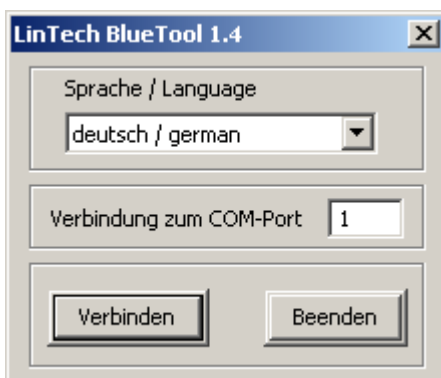 LinTech BlueTool 1.4
Sprache / Language
deutsch / german
Verbindung zum COM-Port 1
Verbinden Beenden